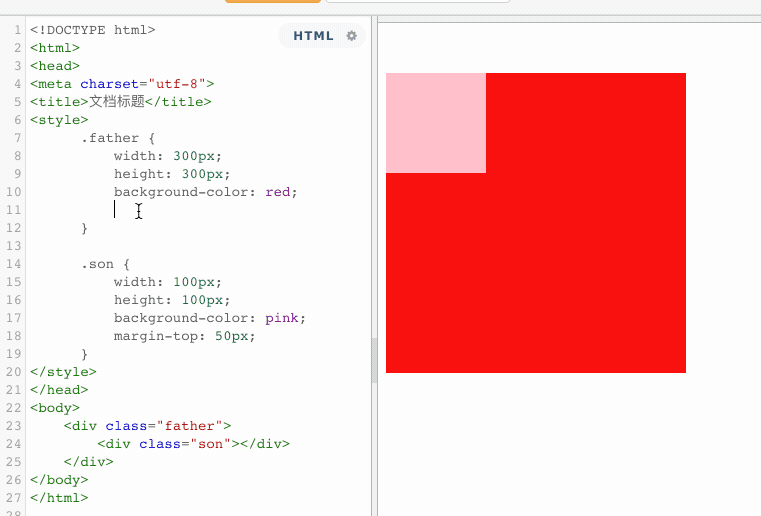 HTML
1 <!DOCTYPE html>
2 <html>
3 <head>
4 <meta charset="utf-8">
5 <title>文档标题</title>
6 <style>
7 .father {
8 width: 300px;
9 height: 300px;
10 background-color: red;
11
12 }
13
14 .son {
15 width: 100px;
16 height: 100px;
17 background-color: pink;
18 margin-top: 50px;
19 }
20 </style>
21 </head>
22 <body>
23 <div class="father">
24 <div class="son"></div>
25 </div>
26 </body>
27 </html>
28